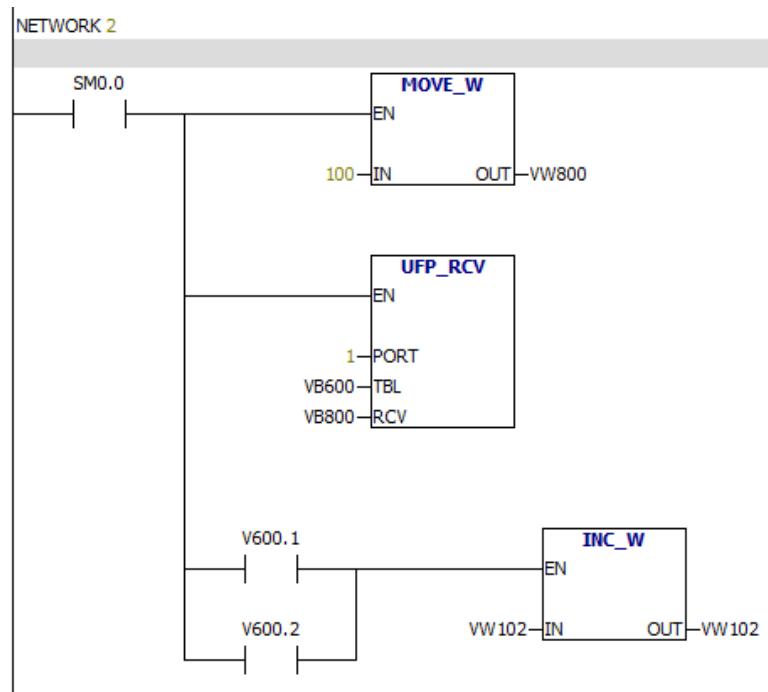 NETWORK 2
SM0.0
MOVE_W
EN
100 IN OUT VW800
UFP_RCV
EN
1 PORT
VB600 TBL
VB800 RCV
V600.1
INC_W
EN
V600.2
VW102 IN OUT VW102